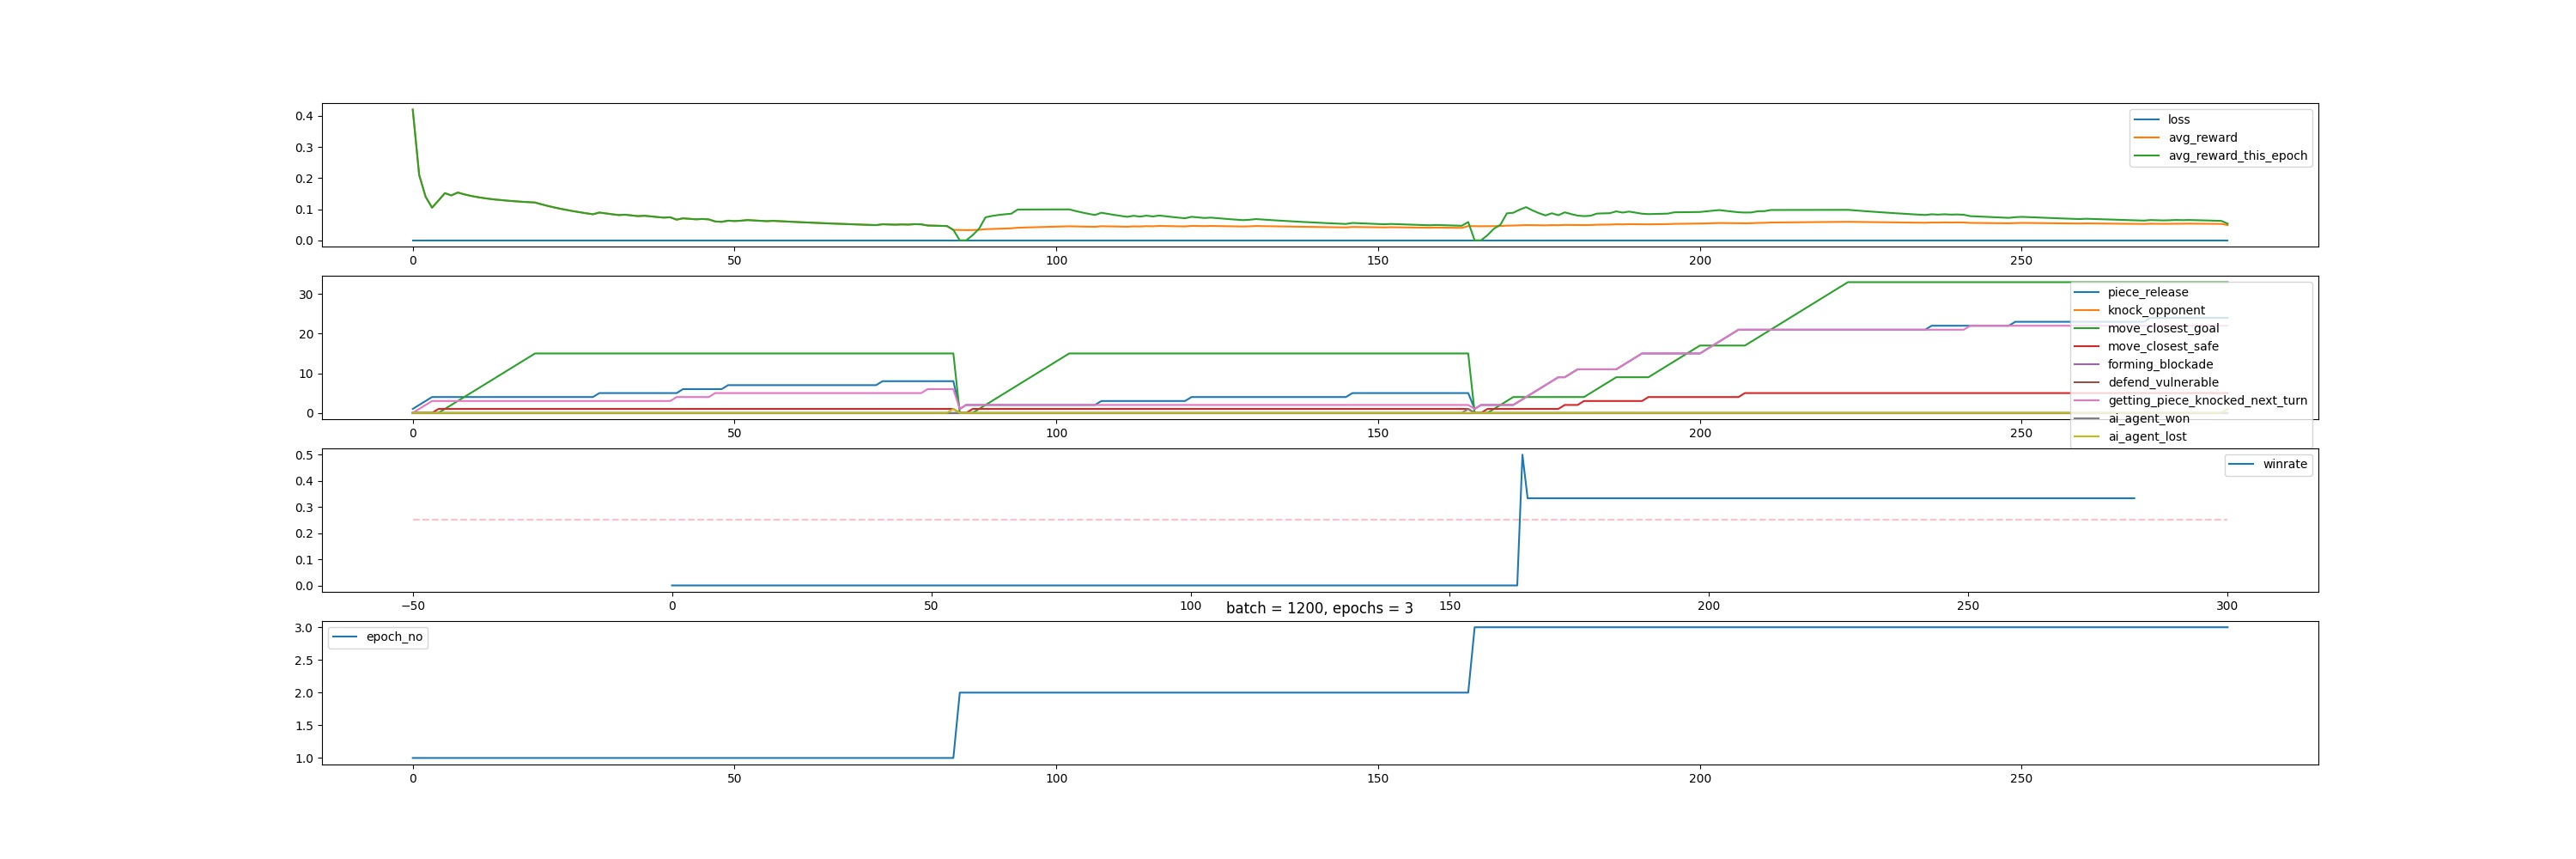 0.4
0.3
0.2
0.1
0.0
loss
avg_reward
avg_reward_this_epoch
0 50 100 150 200 250
30
20
10
0
piece_release
knock_opponent
move_closest_goal
move_closest_safe
forming_blockade
defend_vulnerable
getting_piece_knocked_next_turn
ai_agent_won
ai_agent_lost
0 50 100 150 200 250
0.5
0.4
0.3
0.2
0.1
0.0
winrate
−50 0 50 100 150 200 250 300
batch = 1200, epochs = 3
3.0
2.5
2.0
1.5
1.0
epoch_no
0 50 100 150 200 250